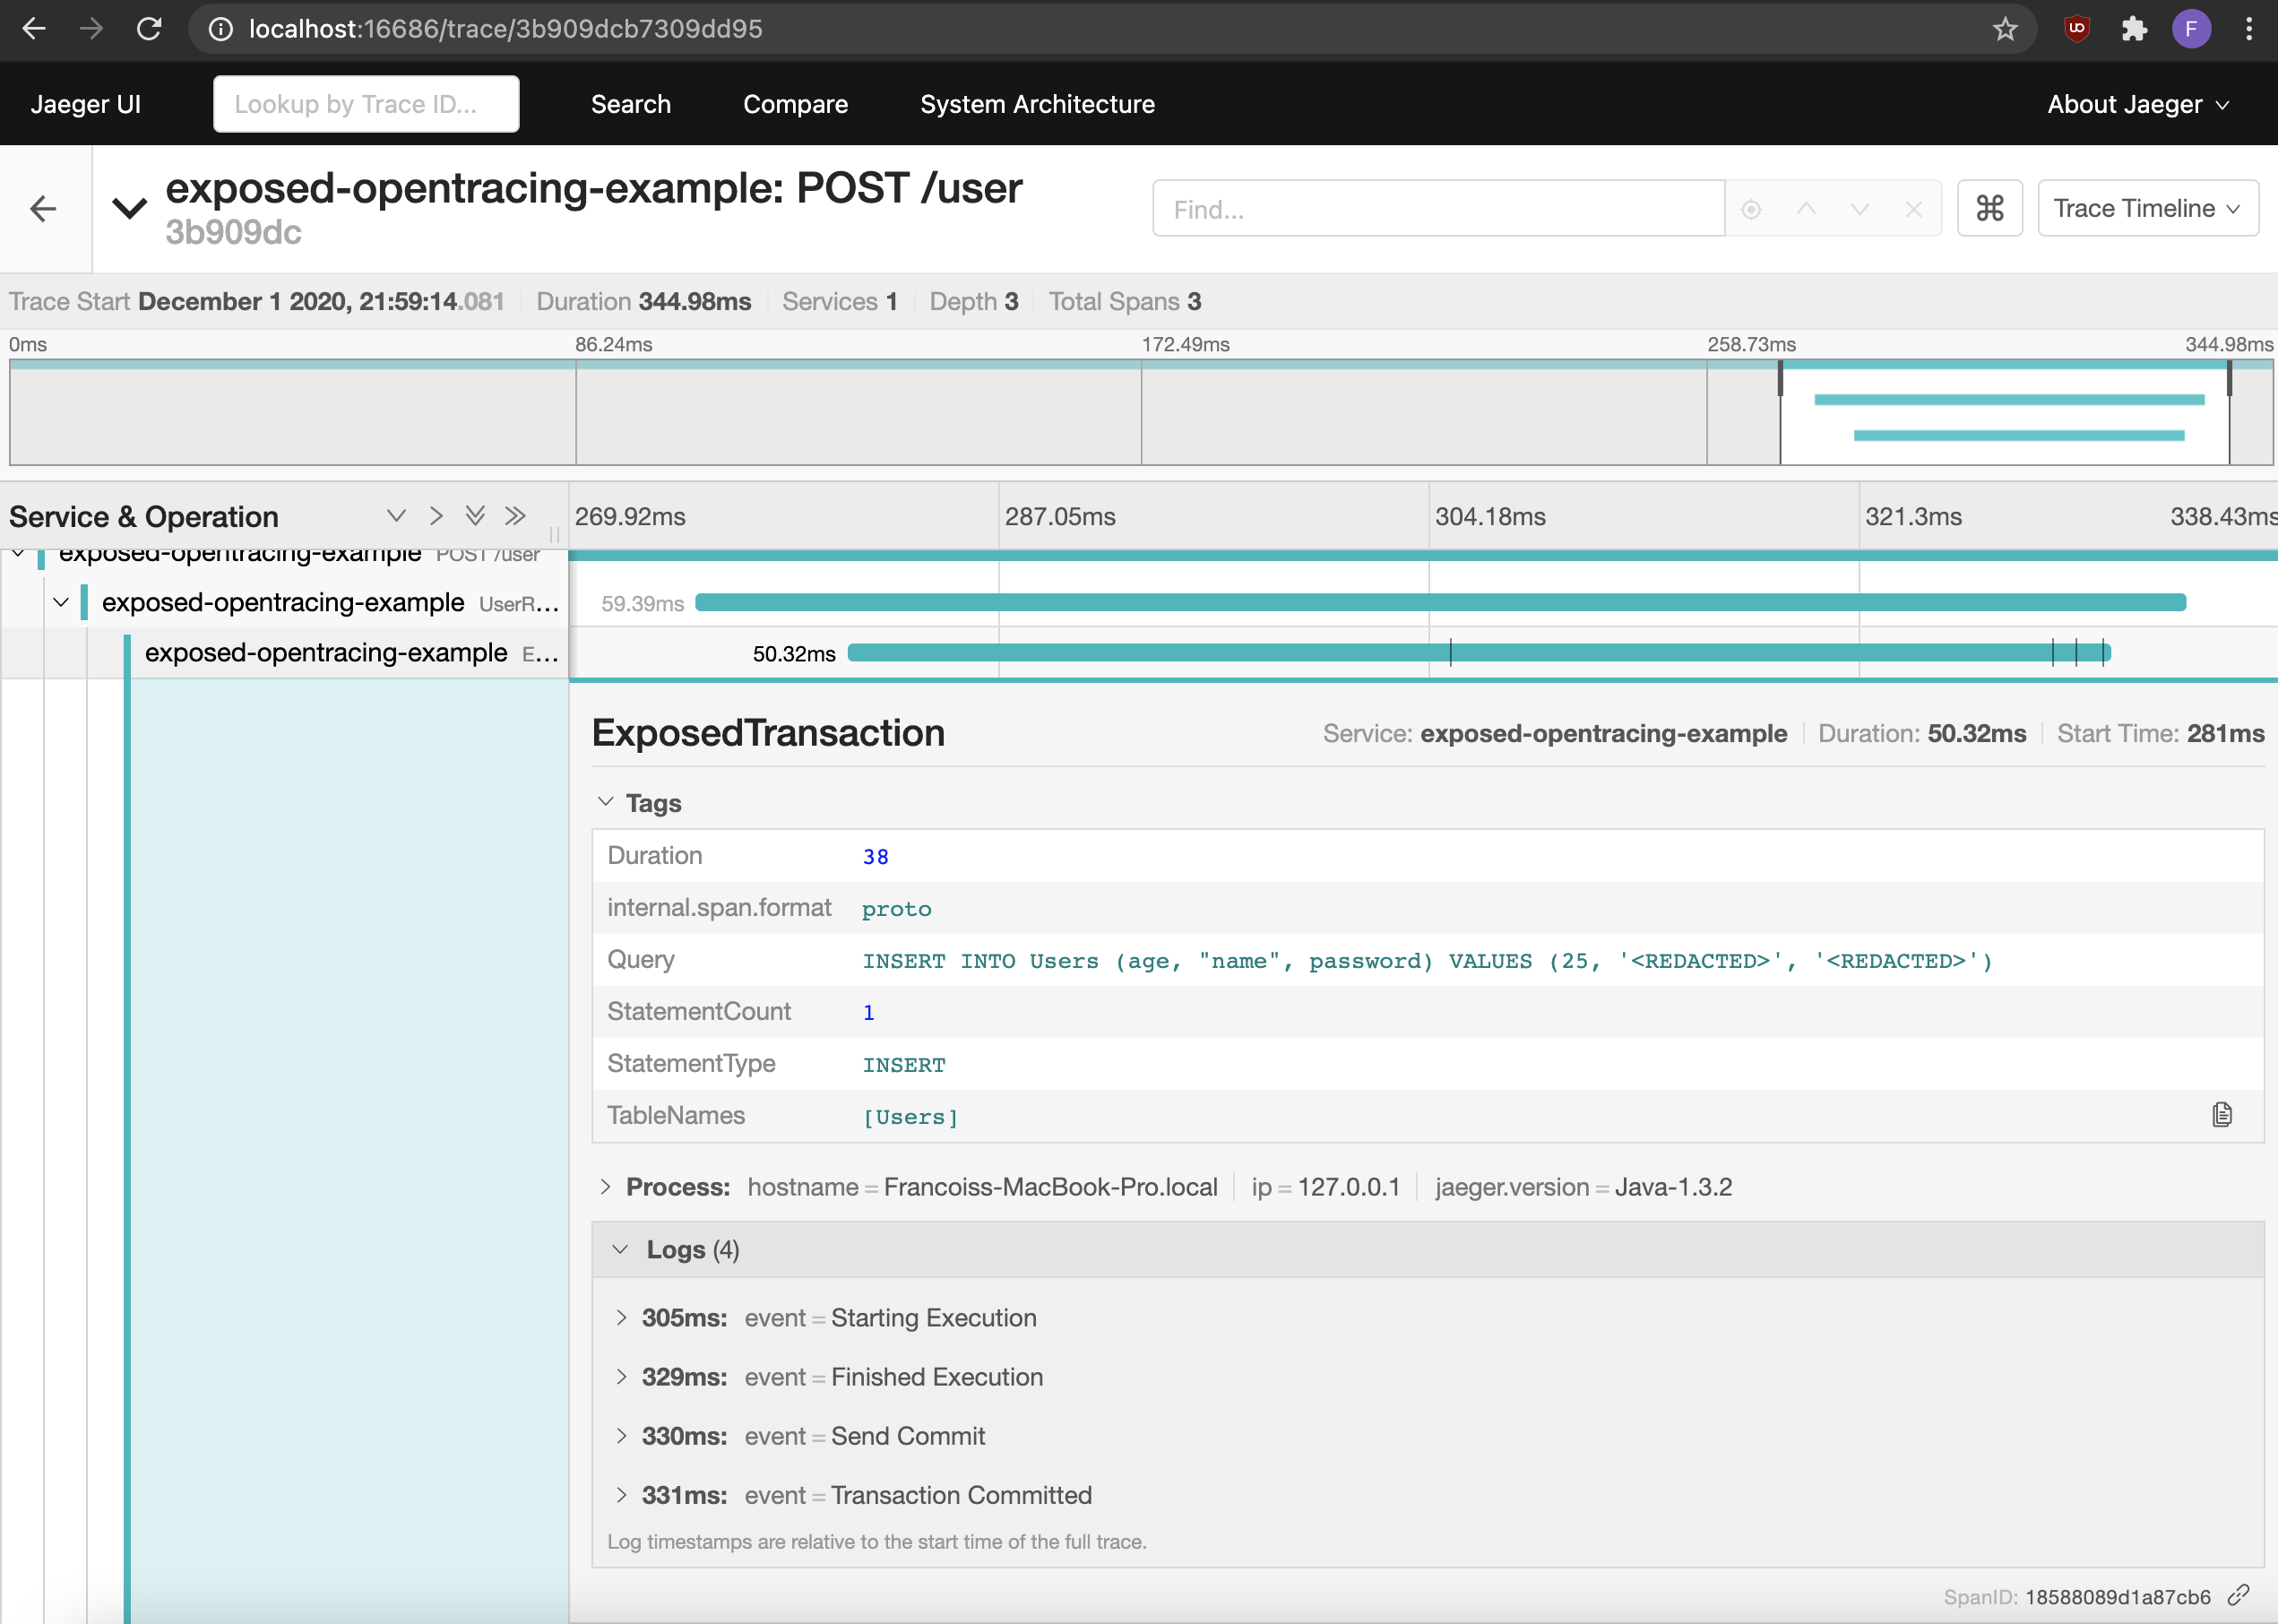 localhost:16686/trace/3b909dcb7309dd95
F
Jaeger UI Lookup by Trace ID... Search Compare System Architecture About Jaeger
exposed-opentracing-example: POST /user
3b909dc
Find...
Trace Timeline
Trace Start December 1 2020, 21:59:14.081 Duration 344.98ms Services 1 Depth 3 Total Spans 3
0ms 86.24ms 172.49ms 258.73ms 344.98ms
Service & Operation 269.92ms 287.05ms 304.18ms 321.3ms 338.43ms
exposed-opentracing-example POST /user
exposed-opentracing-example UserR... 59.39ms
exposed-opentracing-example E... 50.32ms
ExposedTransaction Service: exposed-opentracing-example Duration: 50.32ms Start Time: 281ms
Tags
Duration 38
internal.span.format proto
Query INSERT INTO Users (age, "name", password) VALUES (25, '<REDACTED>', '<REDACTED>')
StatementCount 1
StatementType INSERT
TableNames [Users]
Process: hostname = Francoiss-MacBook-Pro.local ip = 127.0.0.1 jaeger.version = Java-1.3.2
Logs (4)
305ms: event = Starting Execution
329ms: event = Finished Execution
330ms: event = Send Commit
331ms: event = Transaction Committed
Log timestamps are relative to the start time of the full trace.
SpanID: 18588089d1a87cb6